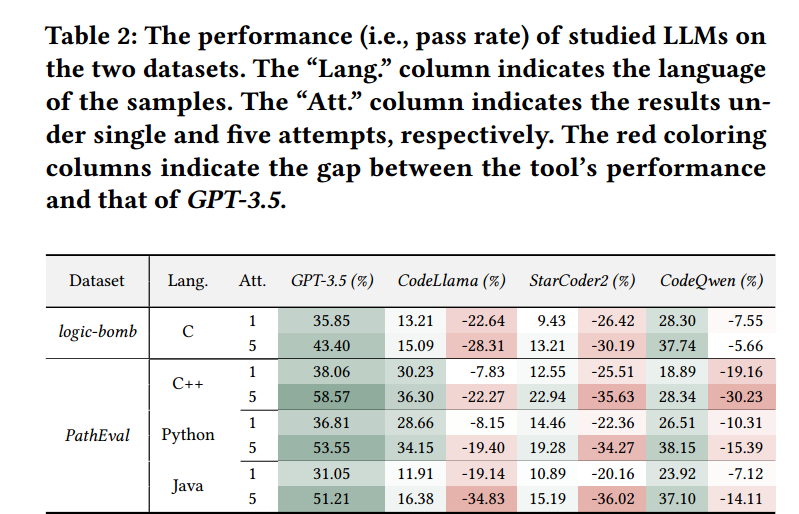 Table 2: The performance (i.e., pass rate) of studied LLMs on
the two datasets. The “Lang.” column indicates the language
of the samples. The “Att.” column indicates the results un-
der single and five attempts, respectively. The red coloring
columns indicate the gap between the tool’s performance
and that of GPT-3.5.
Dataset Lang. Att. GPT-3.5 (%) CodeLlama (%) StarCoder2 (%) CodeQwen (%)
logic-bomb C 1 35.85 13.21 -22.64 9.43 -26.42 28.30 -7.55
5 43.40 15.09 -28.31 13.21 -30.19 37.74 -5.66
PathEval C++ 1 38.06 30.23 -7.83 12.55 -25.51 18.89 -19.16
5 58.57 36.30 -22.27 22.94 -35.63 28.34 -30.23
Python 1 36.81 28.66 -8.15 14.46 -22.36 26.51 -10.31
5 53.55 34.15 -19.40 19.28 -34.27 38.15 -15.39
Java 1 31.05 11.91 -19.14 10.89 -20.16 23.92 -7.12
5 51.21 16.38 -34.83 15.19 -36.02 37.10 -14.11